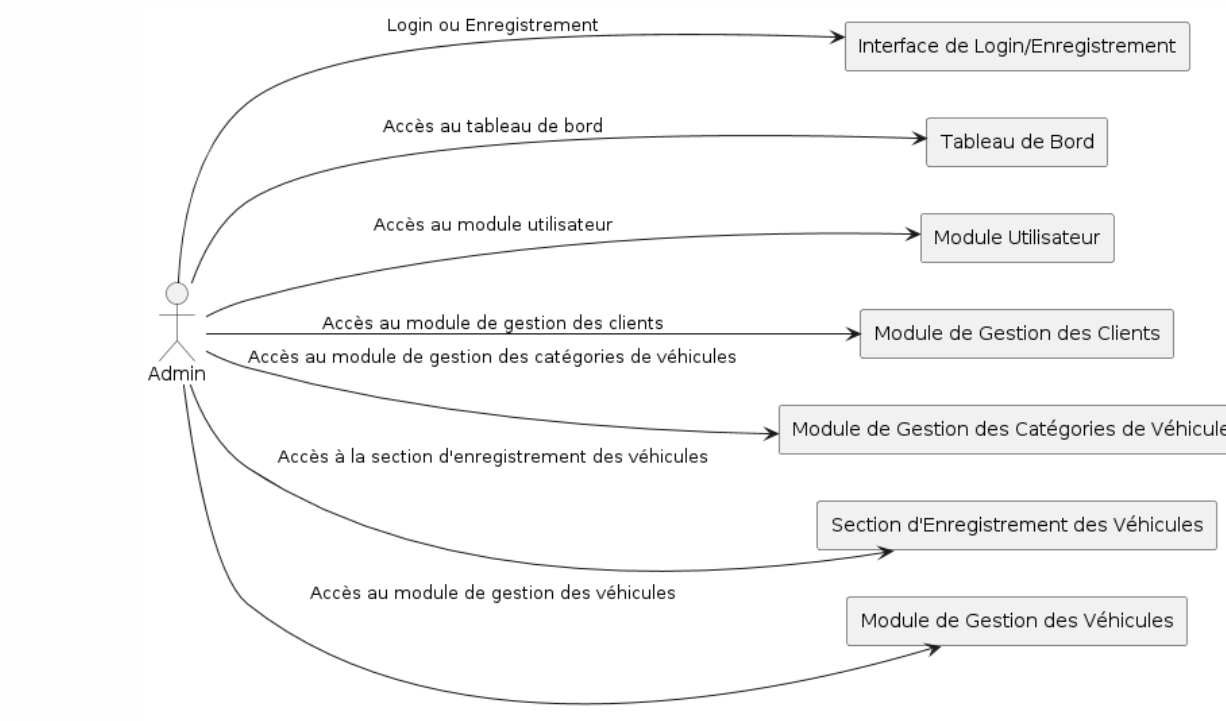 Login ou Enregistrement
Interface de Login/Enregistrement
Accès au tableau de bord
Tableau de Bord
Accès au module utilisateur
Module Utilisateur
Accès au module de gestion des clients
Module de Gestion des Clients
Accès au module de gestion des catégories de véhicules
Admin
Module de Gestion des Catégories de Véhicule
Accès à la section d'enregistrement des véhicules
Section d'Enregistrement des Véhicules
Accès au module de gestion des véhicules
Module de Gestion des Véhicules